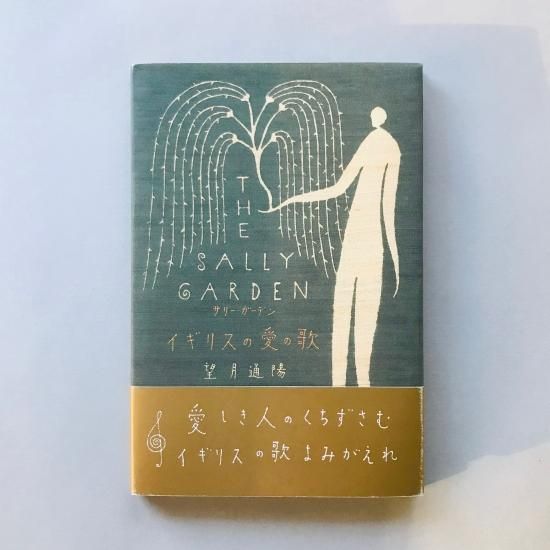 THE
SALLY
GARDEN
サリーガーデン
イギリスの愛の歌
望月通陽
愛しき人のくちずさむ
イギリスの歌よみがえれ